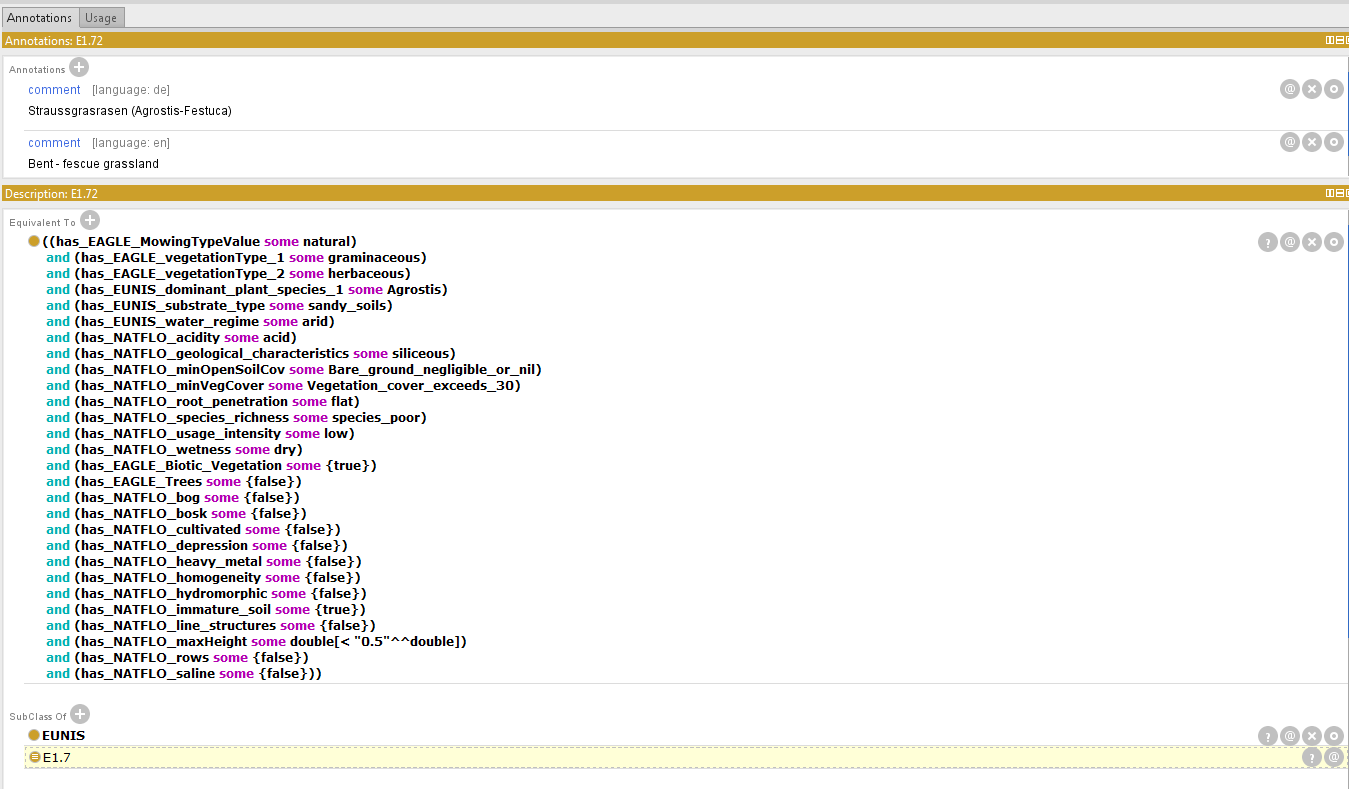 Annotations Usage
Annotations: E1.72
Annotations
comment [language: de]
Straussgrasrasen (Agrostis-Festuca)
comment [language: en]
Bent - fescue grassland
Description: E1.72
Equivalent To
((has_EAGLE_MowingTypeValue some natural)
and (has_EAGLE_vegetationType_1 some graminaceous)
and (has_EAGLE_vegetationType_2 some herbaceous)
and (has_EUNIS_dominant_plant_species_1 some Agrostis)
and (has_EUNIS_substrate_type some sandy_soils)
and (has_EUNIS_water_regime some arid)
and (has_NATFLO_acidity some acid)
and (has_NATFLO_geological_characteristics some siliceous)
and (has_NATFLO_minOpenSoilCov some Bare_ground_negligible_or_nil)
and (has_NATFLO_minVegCover some Vegetation_cover_exceeds_30)
and (has_NATFLO_root_penetration some flat)
and (has_NATFLO_species_richness some species_poor)
and (has_NATFLO_usage_intensity some low)
and (has_NATFLO_wetness some dry)
and (has_EAGLE_Biotic_Vegetation some {true})
and (has_EAGLE_Trees some {false})
and (has_NATFLO_bog some {false})
and (has_NATFLO_bosk some {false})
and (has_NATFLO_cultivated some {false})
and (has_NATFLO_depression some {false})
and (has_NATFLO_heavy_metal some {false})
and (has_NATFLO_homogeneity some {false})
and (has_NATFLO_hydromorphic some {false})
and (has_NATFLO_immature_soil some {true})
and (has_NATFLO_line_structures some {false})
and (has_NATFLO_maxHeight some double[< "0.5"^^double])
and (has_NATFLO_rows some {false})
and (has_NATFLO_saline some {false}))
SubClass Of
EUNIS
E1.7